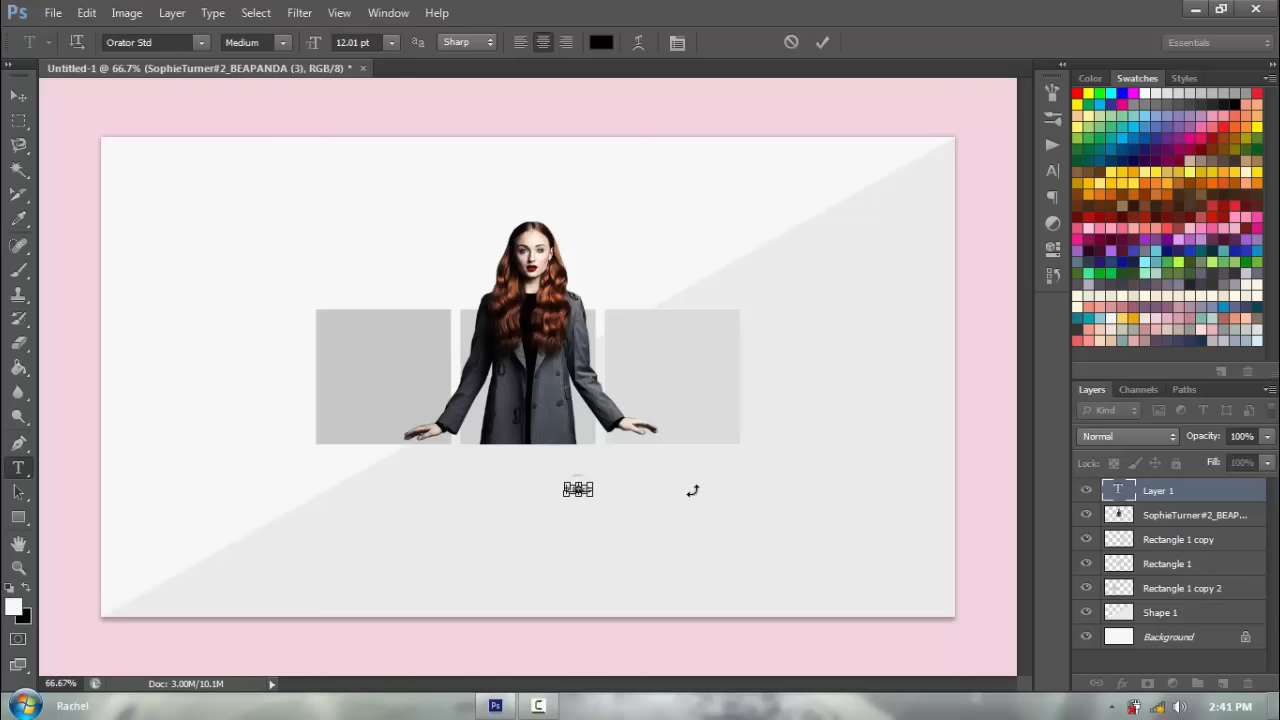 Ps File Edit Image Layer Type Select Filter View Window Help
T Orator Std Medium 12.01 pt aa Sharp Essentials
Untitled-1 @ 66.7% (SophieTurner#2_BEAPANDA (3), RGB/8) * ×
Color Swatches Styles
Layers Channels Paths
Kind
Normal Opacity: 100%
Lock: Fill: 100%
T Layer 1
SophieTurner#2_BEAP...
Rectangle 1 copy
Rectangle 1
Rectangle 1 copy 2
Shape 1
Background
66.67% Doc: 3.00M/10.1M
Rachel Ps C 2:41 PM